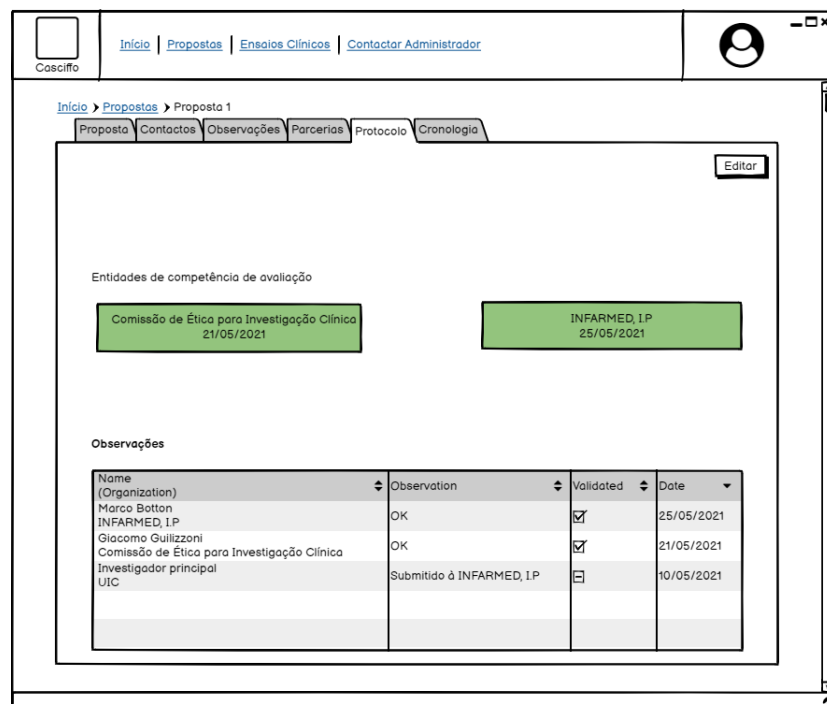 Casciffo
Início Propostas Ensaios Clínicos Contactar Administrador
Início Propostas Proposta 1
Proposta Contactos Observações Parcerias Protocolo Cronologia
Editar
Entidades de competência de avaliação
Comissão de Ética para Investigação Clínica
21/05/2021
INFARMED, I.P
25/05/2021
Observações
Name
(Organization)
Observation
Validated
Date
Marco Botton
INFARMED, I.P
OK
25/05/2021
Giacomo Guilizzoni
Comissão de Ética para Investigação Clínica
OK
21/05/2021
Investigador principal
UIC
Submitido à INFARMED, I.P
10/05/2021